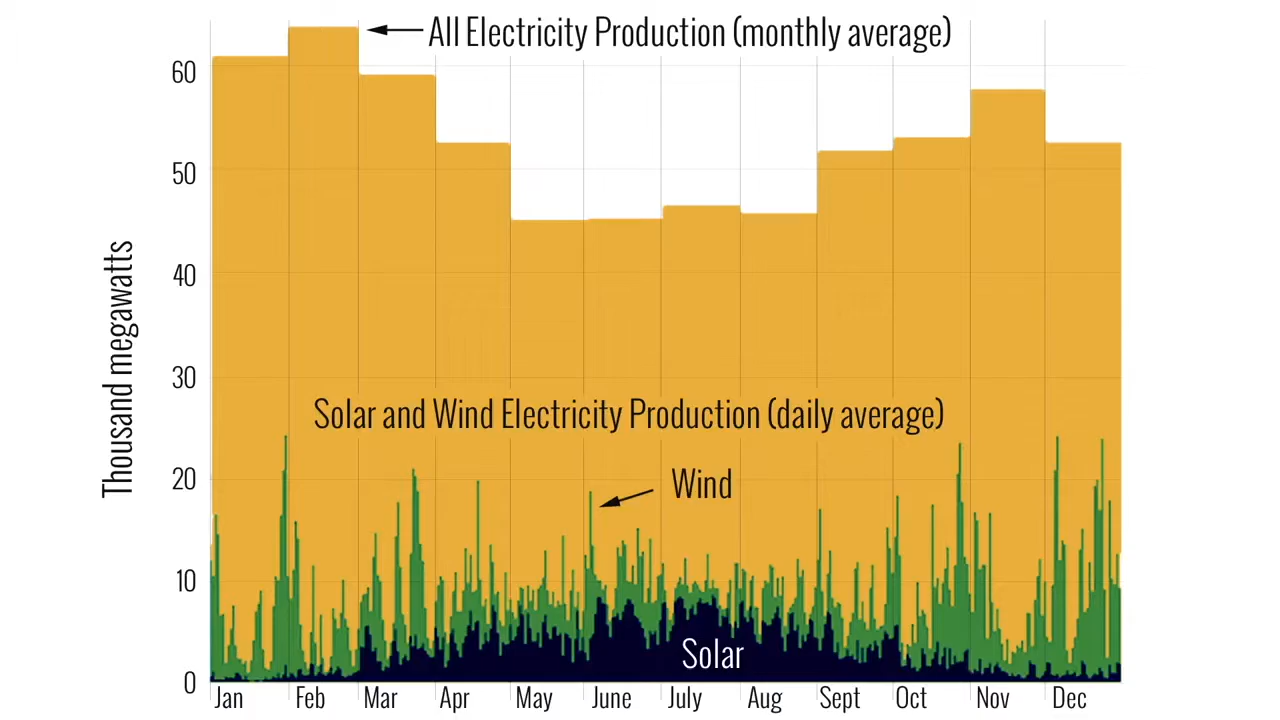 All Electricity Production (monthly average)
60
50
40
30
20
10
0
Thousand megawatts
Solar and Wind Electricity Production (daily average)
Wind
Solar
Jan Feb Mar Apr May June July Aug Sept Oct Nov Dec